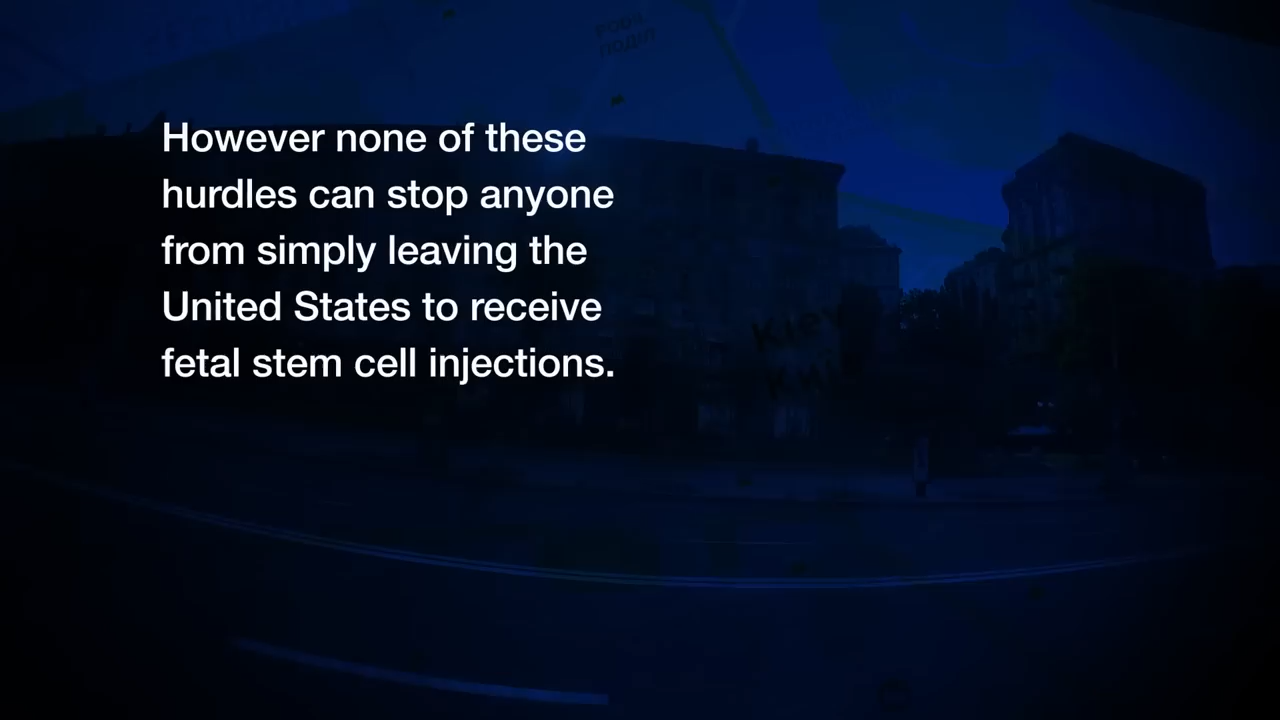 However none of these
hurdles can stop anyone
from simply leaving the
United States to receive
fetal stem cell injections.
Kiev